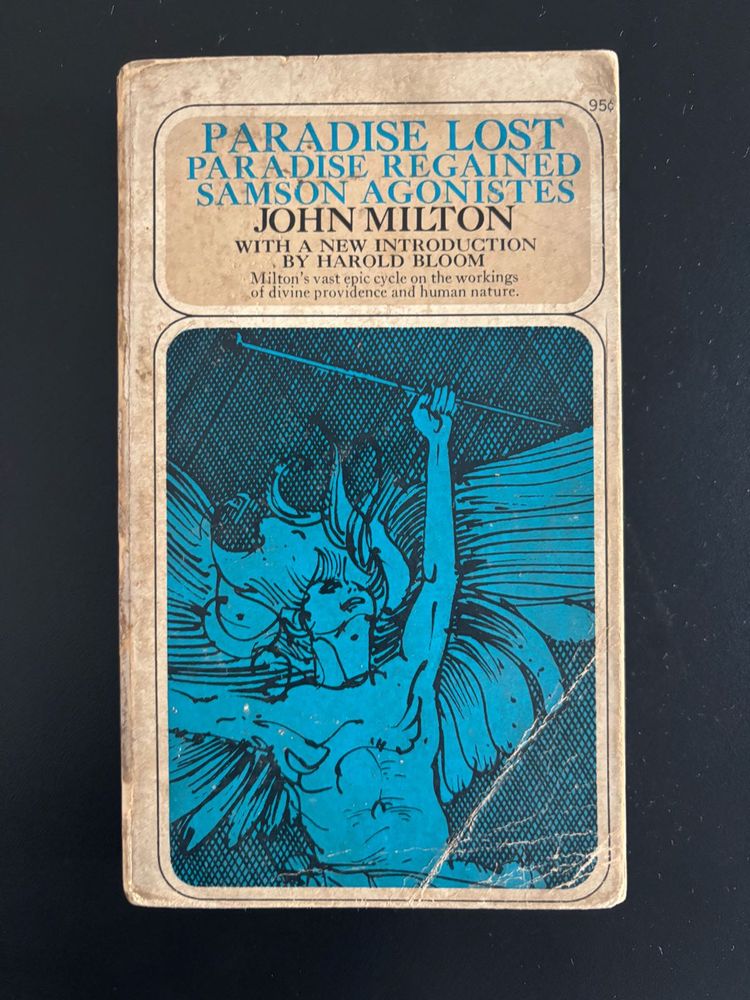 95¢
PARADISE LOST
PARADISE REGAINED
SAMSON AGONISTES
JOHN MILTON
WITH A NEW INTRODUCTION
BY HAROLD BLOOM
Milton's vast epic cycle on the workings
of divine providence and human nature.